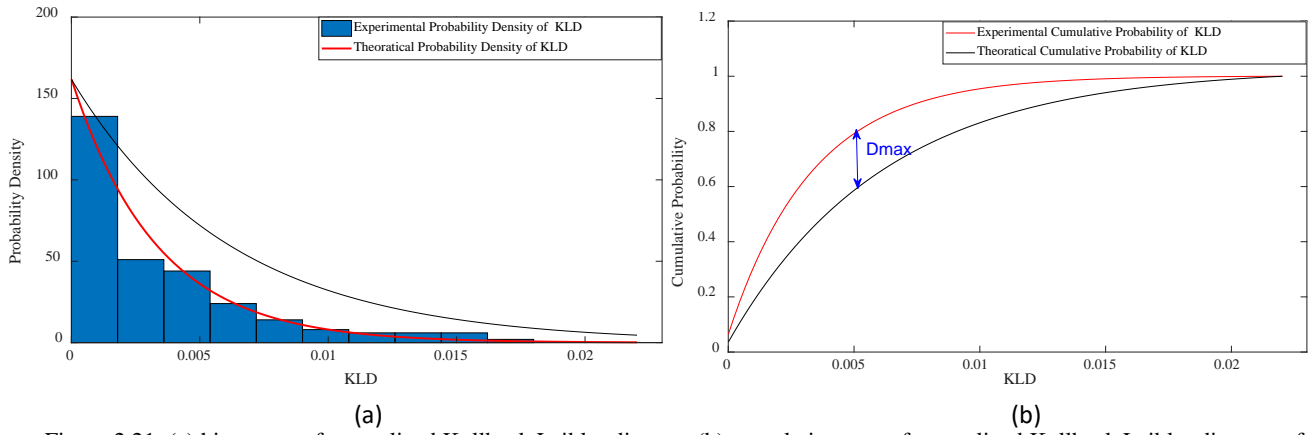 200
150
100
50
0
Probability Density
Experimental Probability Density of KLD
Theoratical Probability Density of KLD
0
0.005
0.01
0.015
0.02
KLD
(a)
1.2
1
0.8
0.6
0.4
0.2
0
Cumulative Probability
Experimental Cumulative Probability of KLD
Theoratical Cumulative Probability of KLD
Dmax
0
0.005
0.01
0.015
0.02
KLD
(b)